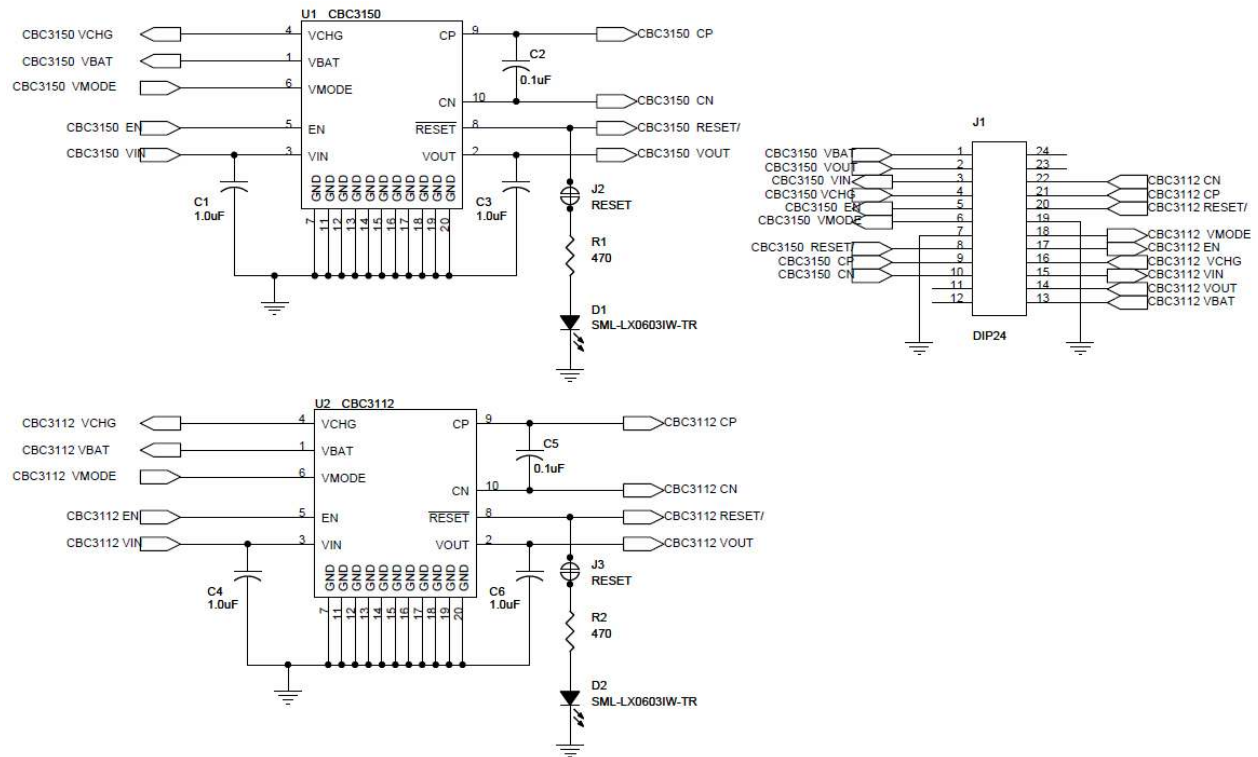 U1 CBC3150
CBC3150 VCHG
4
VCHG
CP
9
CBC3150 CP
CBC3150 VBAT
1
VBAT
C2
0.1uF
CBC3150 VMODE
6
VMODE
CN
10
CBC3150 CN
CBC3150 EN
5
EN
RESET
8
CBC3150 RESET/
CBC3150 VIN
3
VIN
VOUT
2
CBC3150 VOUT
C1
1.0uF
GND GND GND GND GND GND GND GND GND GND GND
7 11 12 13 14 15 16 17 18 19 20
C3
1.0uF
J2
RESET
R1
470
D1
SML-LX0603IW-TR
J1
CBC3150 VBAT 1
CBC3150 VOUT 2
CBC3150 VIN 3
CBC3150 VCHG 4
CBC3150 EN 5
CBC3150 VMODE 6
7
CBC3150 RESET/ 8
CBC3150 CP 9
CBC3150 CN 10
11
12
24
23
22 CBC3112 CN
21 CBC3112 CP
20 CBC3112 RESET/
19
18 CBC3112 VMODE
17 CBC3112 EN
16 CBC3112 VCHG
15 CBC3112 VIN
14 CBC3112 VOUT
13 CBC3112 VBAT
DIP24
U2 CBC3112
CBC3112 VCHG
4
VCHG
CP
9
CBC3112 CP
CBC3112 VBAT
1
VBAT
C5
0.1uF
CBC3112 VMODE
6
VMODE
CN
10
CBC3112 CN
CBC3112 EN
5
EN
RESET
8
CBC3112 RESET/
CBC3112 VIN
3
VIN
VOUT
2
CBC3112 VOUT
C4
1.0uF
GND GND GND GND GND GND GND GND GND GND GND
7 11 12 13 14 15 16 17 18 19 20
C6
1.0uF
J3
RESET
R2
470
D2
SML-LX0603IW-TR